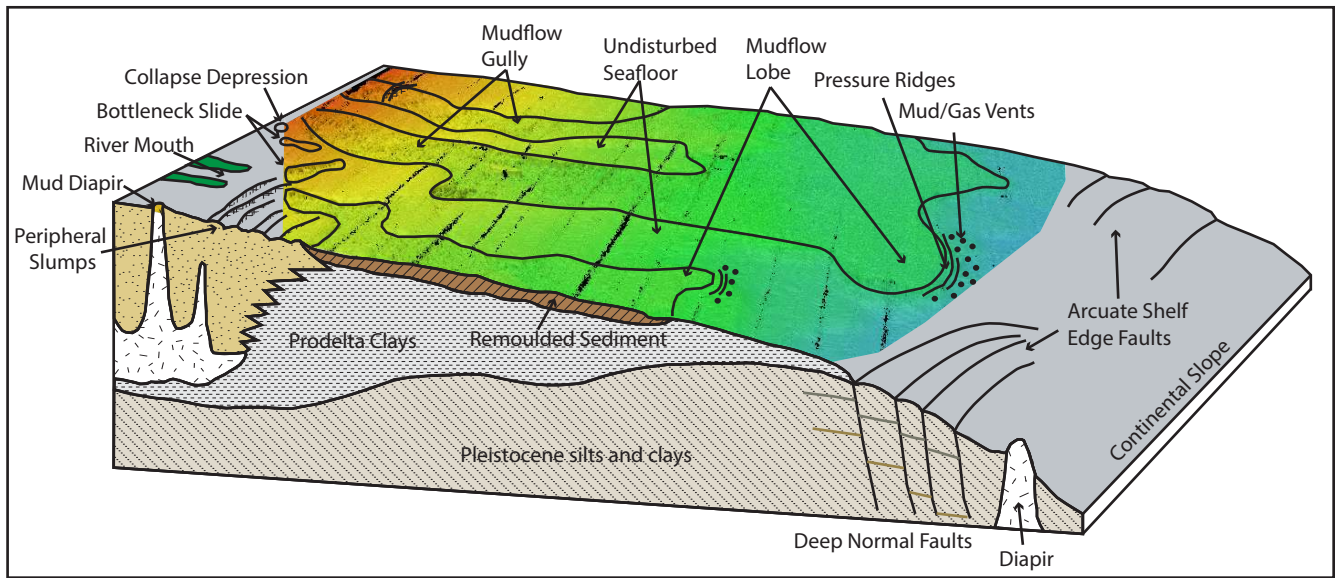 Mudflow
Gully
Undisturbed
Seafloor
Mudflow
Lobe
Pressure Ridges
Mud/Gas Vents
Collapse Depression
Bottleneck Slide
River Mouth
Mud Diapir
Peripheral
Slumps
Prodelta Clays
Remoulded Sediment
Arcuate Shelf
Edge Faults
Continental Slope
Pleistocene silts and clays
Deep Normal Faults
Diapir